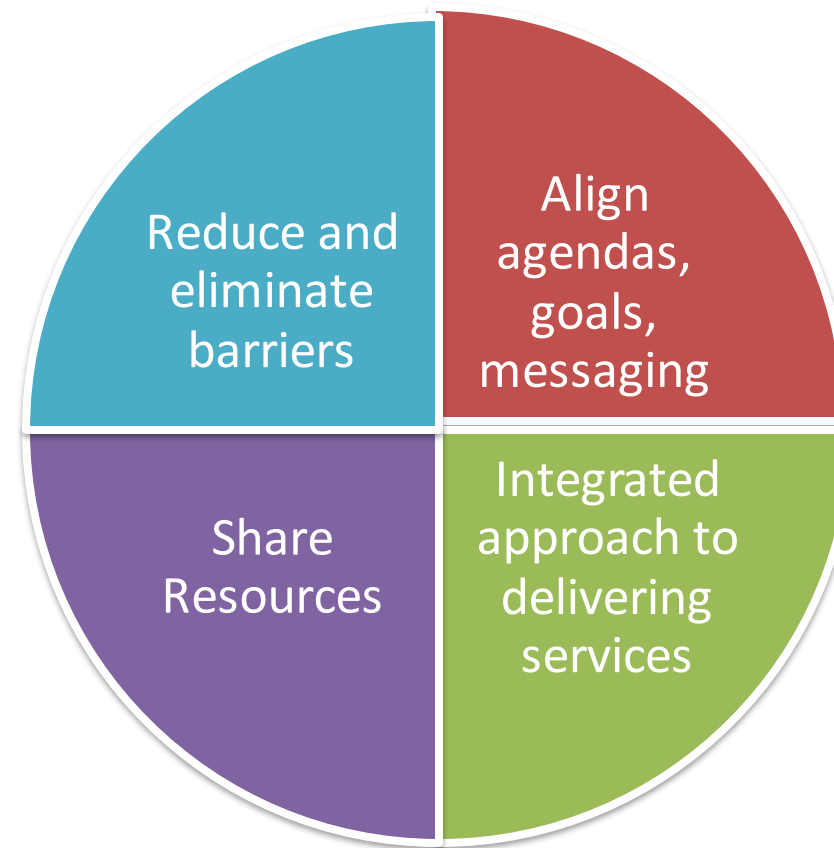 Reduce and
eliminate
barriers
Align
agendas,
goals,
messaging
Share
Resources
Integrated
approach to
delivering
services